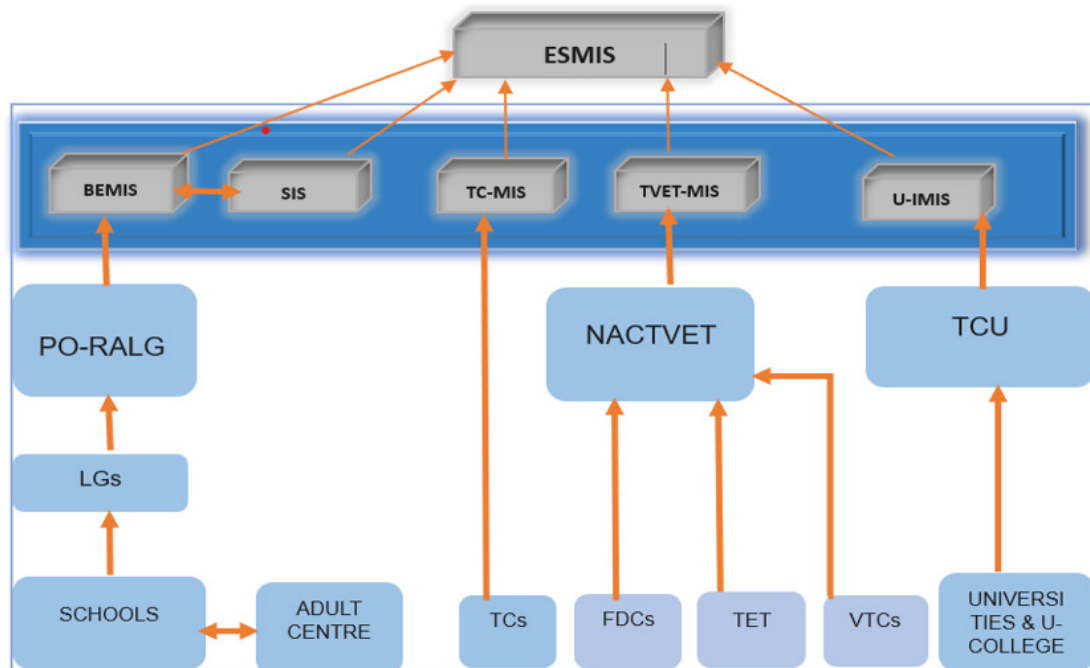 ESMIS
BEMIS
SIS
TC-MIS
TVET-MIS
U-IMIS
PO-RALG
NACTVET
TCU
LGs
SCHOOLS
ADULT
CENTRE
TCs
FDCs
TET
VTCs
UNIVERSI
TIES & U-
COLLEGE